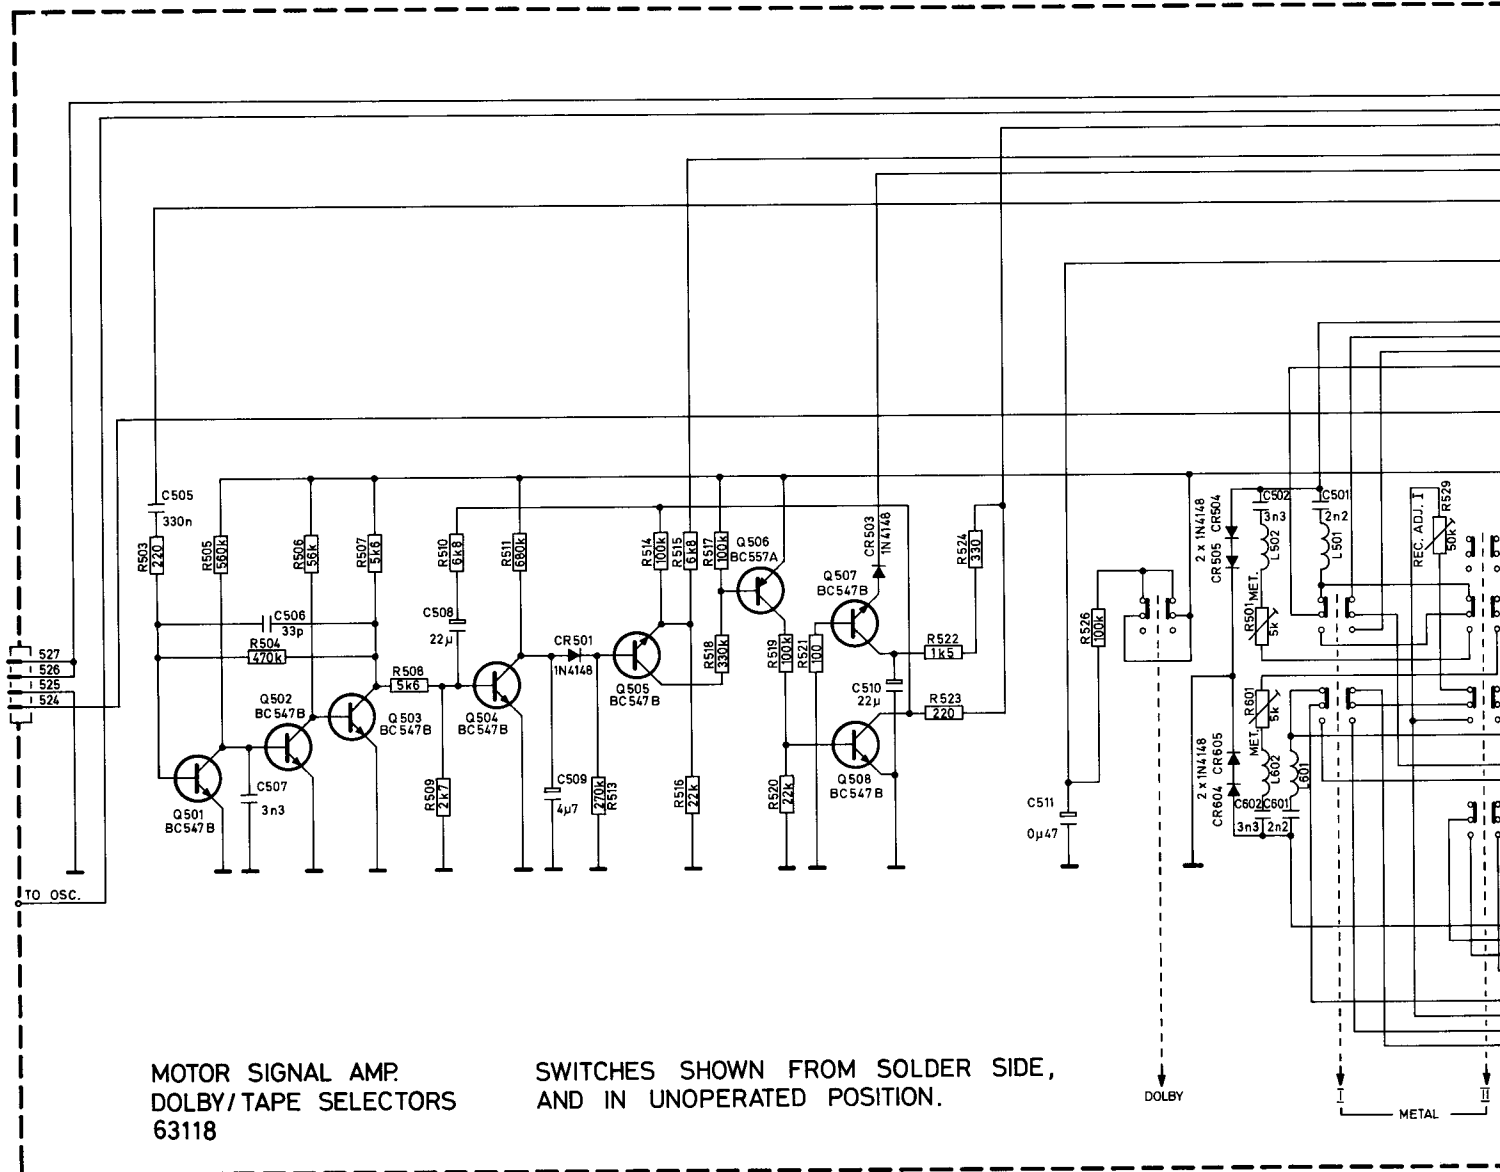 C505
330n
R503
220
R505
560k
R506
56k
R507
5k6
C506
33p
R504
470k
R510
6k8
C508
22μ
R511
680k
R508
5k6
Q501
BC547B
Q502
BC547B
Q503
BC547B
Q504
BC547B
C507
3n3
R509
2k7
CR501
1N4148
C509
4μ7
270k
R513
R514
100k
R515
6k8
R517
100k
Q505
BC547B
R516
22k
R518
330k
Q506
BC557A
R519
100k
R520
22k
R521
100
Q507
BC547B
CR503
1N4148
Q508
BC547B
C510
22μ
R522
1k5
R523
220
R524
330
R526
100k
C511
0μ47
2 x 1N4148
CR505 CR504
C502
3n3
L502
C501
2n2
L501
MET.
R501
5k
R601
5k
MET.
2 x 1N4148
CR604 CR605
L602
L601
C602
3n3
C601
2n2
REC. ADJ. I
R529
50k
527
526
525
524
TO OSC.
MOTOR SIGNAL AMP.
DOLBY/TAPE SELECTORS
63118
SWITCHES SHOWN FROM SOLDER SIDE,
AND IN UNOPERATED POSITION.
DOLBY
I
II
METAL